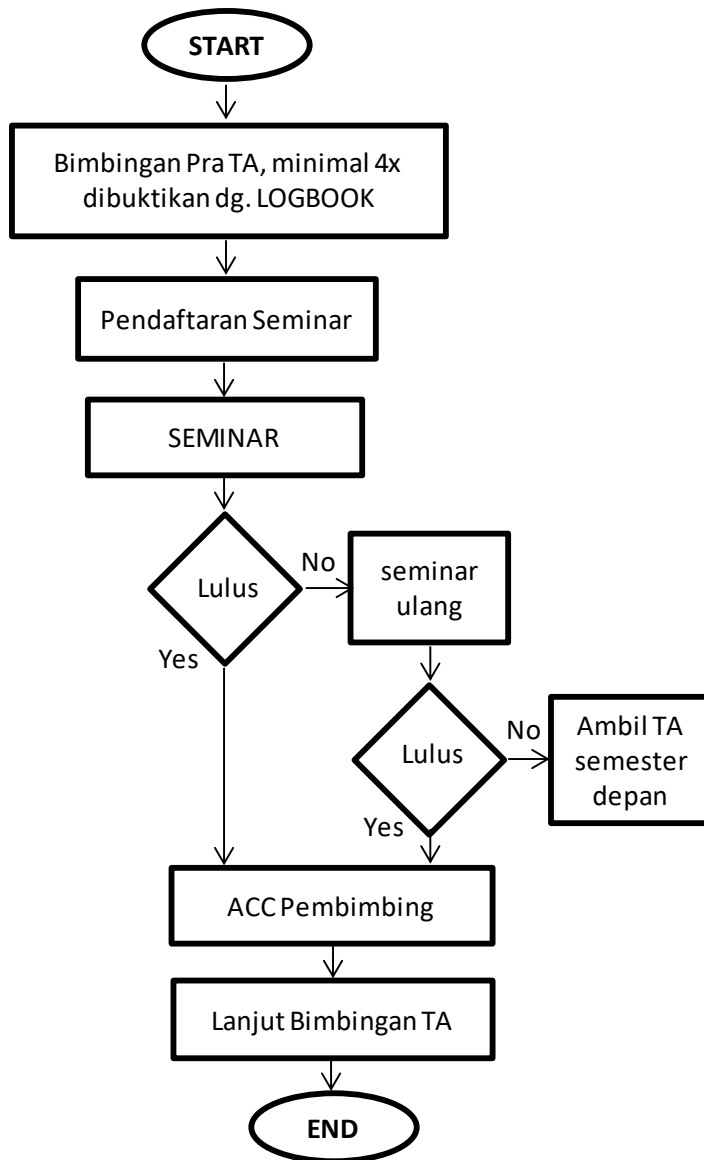 START
Bimbingan Pra TA, minimal 4x
dibuktikan dg. LOGBOOK
Pendaftaran Seminar
SEMINAR
Lulus
No
seminar
ulang
Yes
Lulus
No
Ambil TA
semester
depan
Yes
ACC Pembimbing
Lanjut Bimbingan TA
END